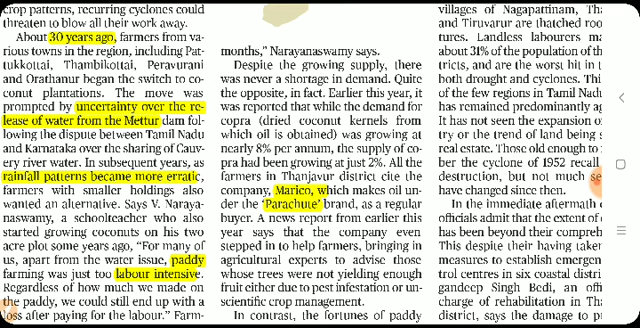 crop patterns, recurring cyclones could
threaten to blow all their work away.
About 30 years ago, farmers from va-
rious towns in the region, including Pat-
tukkottai, Thambikottai, Peravurani
and Orathanur began the switch to co-
conut plantations. The move was
prompted by uncertainty over the re-
lease of water from the Mettur dam fol-
lowing the dispute between Tamil Nadu
and Karnataka over the sharing of Cau-
very river water. In subsequent years, as
rainfall patterns became more erratic,
farmers with smaller holdings also
wanted an alternative. Says V. Naraya-
naswamy, a schoolteacher who also
started growing coconuts on his two
acre plot some years ago, “For many of
us, apart from the water issue, paddy
farming was just too labour intensive.
Regardless of how much we made on
the paddy, we could still end up with a
loss after paying for the labour.” Farm-
months,” Narayanaswamy says.
Despite the growing supply, there
was never a shortage in demand. Quite
the opposite, in fact. Earlier this year, it
was reported that while the demand for
copra (dried coconut kernels from
which oil is obtained) was growing at
nearly 8% per annum, the supply of co-
pra had been growing at just 2%. All the
farmers in Thanjavur district cite the
company, Marico, which makes oil un-
der the ‘Parachute’ brand, as a regular
buyer. A news report from earlier this
year says that the company even
stepped in to help farmers, bringing in
agricultural experts to advise those
whose trees were not yielding enough
fruit either due to pest infestation or un-
scientific crop management.
In contrast, the fortunes of paddy
villages of Nagapattinam, Tha
and Tiruvarur are thatched roo
tures. Landless labourers ma
about 31% of the population of th
tricts, and are the worst hit in t
both drought and cyclones. Thi
of the few regions in Tamil Nadu
has remained predominantly ag
It has not seen the expansion o
try or the trend of land being s
real estate. Those old enough to
ber the cyclone of 1952 recall
destruction, but not much se
have changed since then.
In the immediate aftermath o
officials admit that the extent of
has been beyond their compreh
This despite their having taken
measures to establish emergen
trol centres in six coastal distri
gandeep Singh Bedi, an offi
charge of rehabilitation in Tha
district, says the damage to p